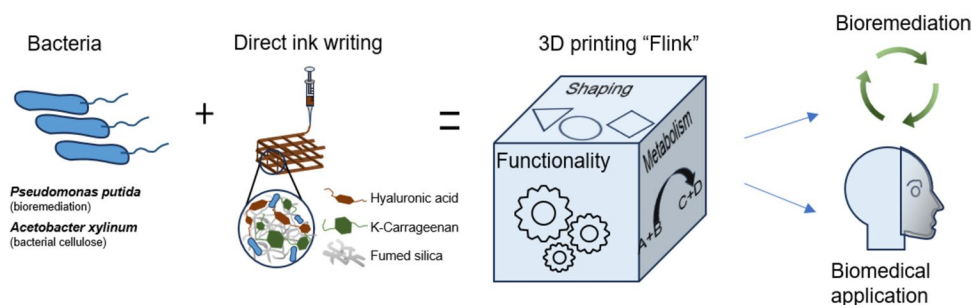 Bacteria
Direct ink writing
3D printing “Flink”
Bioremediation
+
=
Shaping
Functionality
Metabolism
A+B
C+D
Pseudomonas putida
(bioremediation)
Acetobacter xylinum
(bacterial cellulose)
Hyaluronic acid
K-Carrageenan
Fumed silica
Biomedical
application